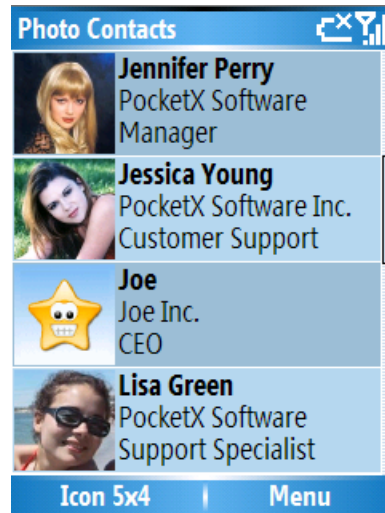 Photo Contacts
Jennifer Perry
PocketX Software
Manager
Jessica Young
PocketX Software Inc.
Customer Support
Joe
Joe Inc.
CEO
Lisa Green
PocketX Software
Support Specialist
Icon 5x4
Menu